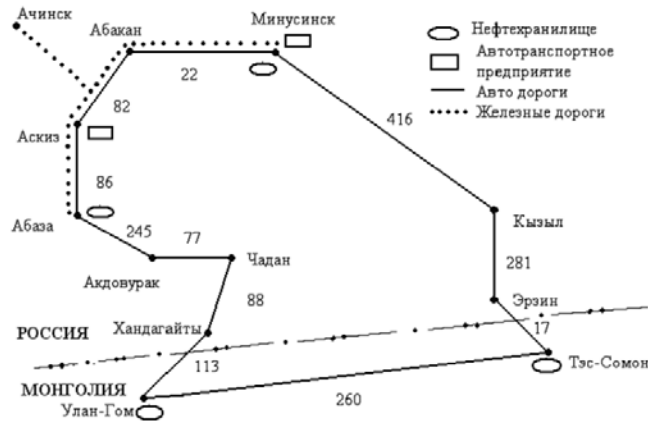 Ачинск
Абакан
Минусинск
Нефтехранилище
Автотранспортное
предприятие
Авто дороги
Железные дороги
22
82
416
Аскиз
86
Абаза
245
77
Чадан
Кызыл
Акдовурак
88
281
Эрзин
Хандагайты
РОССИЯ
17
113
Тэс-Сомон
МОНГОЛИЯ
Улан-Гом
260